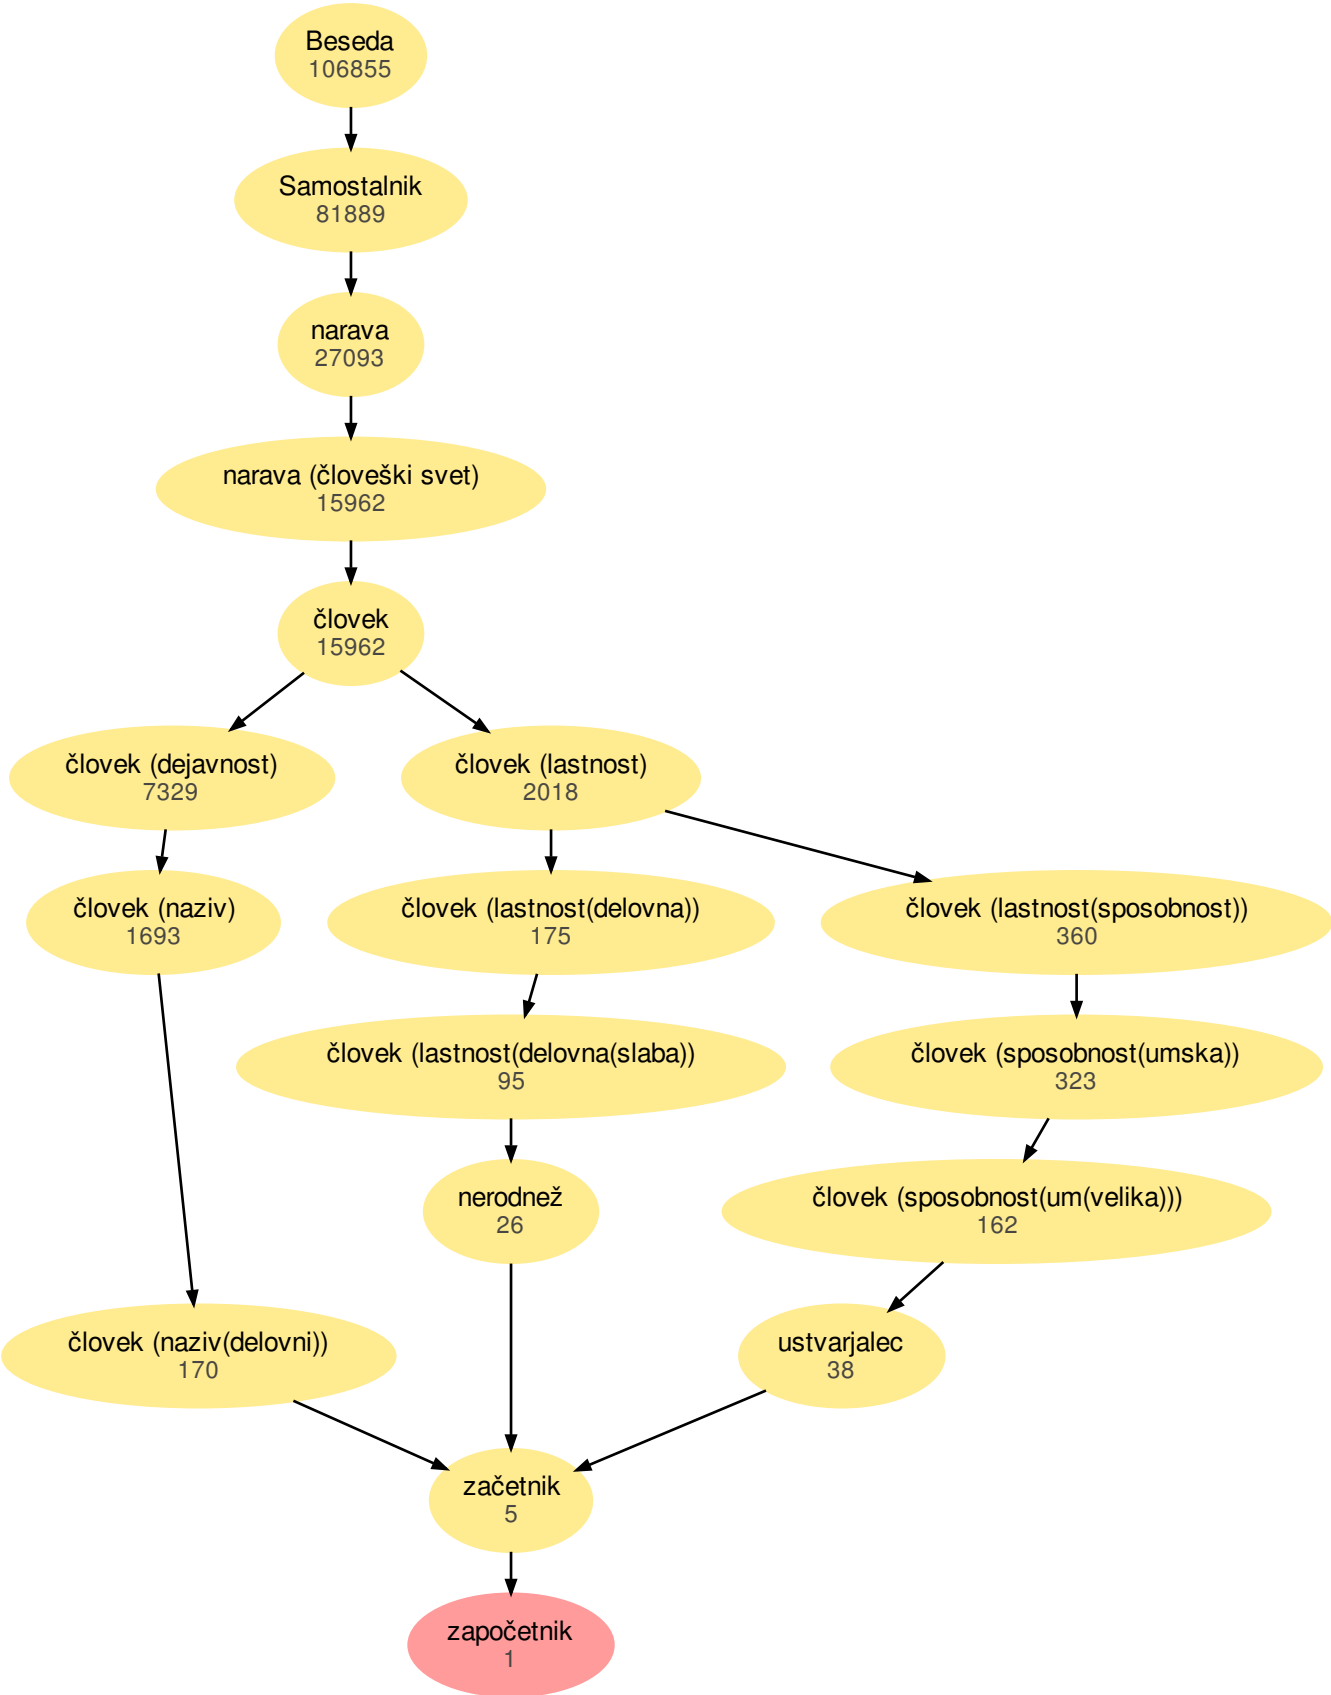 Beseda
106855
Samostalnik
81889
narava
27093
narava (človeški svet)
15962
človek
15962
človek (dejavnost)
7329
človek (lastnost)
2018
človek (naziv)
1693
človek (lastnost(delovna))
175
človek (lastnost(sposobnost))
360
človek (lastnost(delovna(slaba))
95
človek (sposobnost(umska))
323
nerodnež
26
človek (sposobnost(um(velika)))
162
človek (naziv(delovni))
170
ustvarjalec
38
začetnik
5
započetnik
1